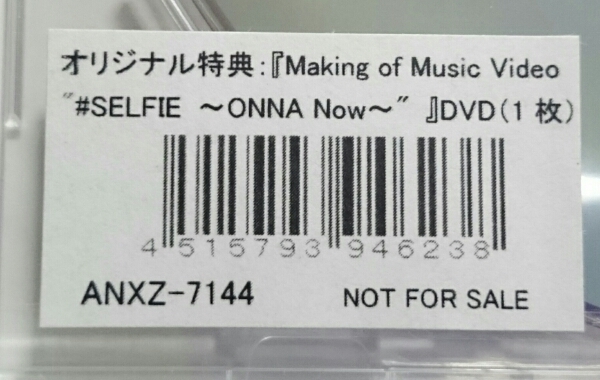 オリジナル特典：『Making of Music Video
"#SELFIE ～ONNA Now～" 』DVD(1 枚)
4 515793 946238
ANXZ-7144 NOT FOR SALE